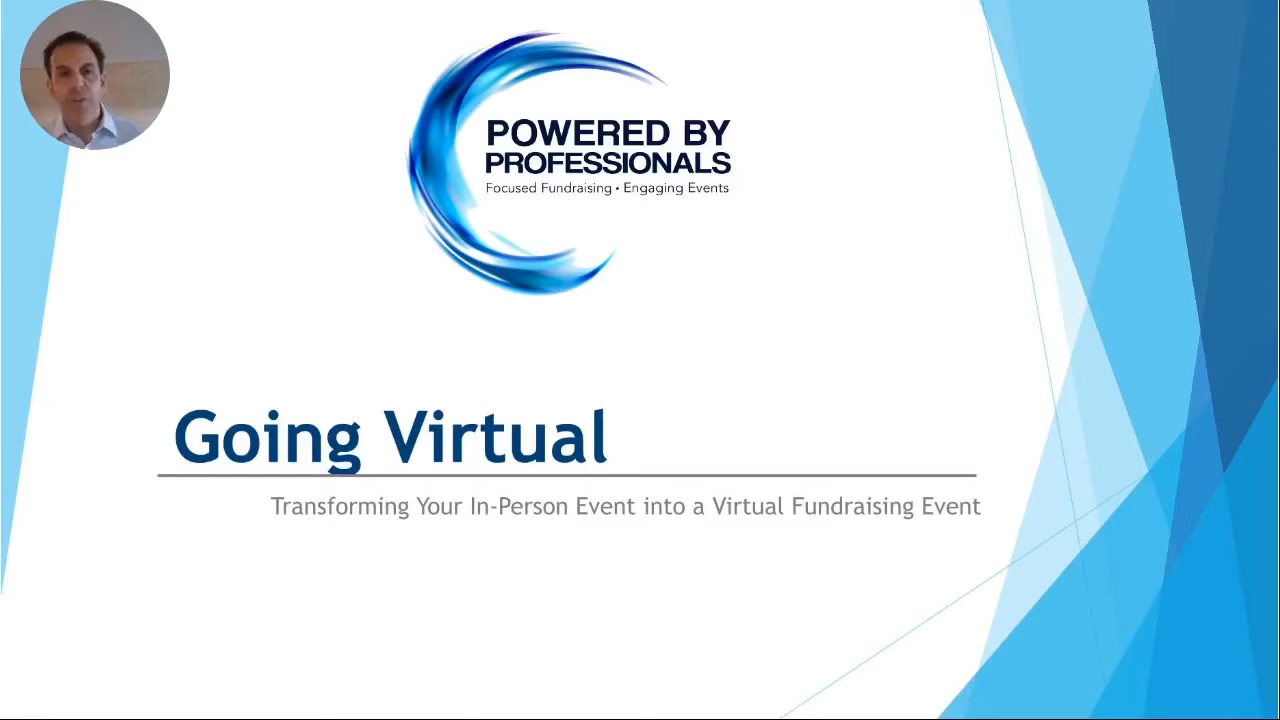 POWERED BY
PROFESSIONALS
Focused Fundraising • Engaging Events
Going Virtual
Transforming Your In-Person Event into a Virtual Fundraising Event